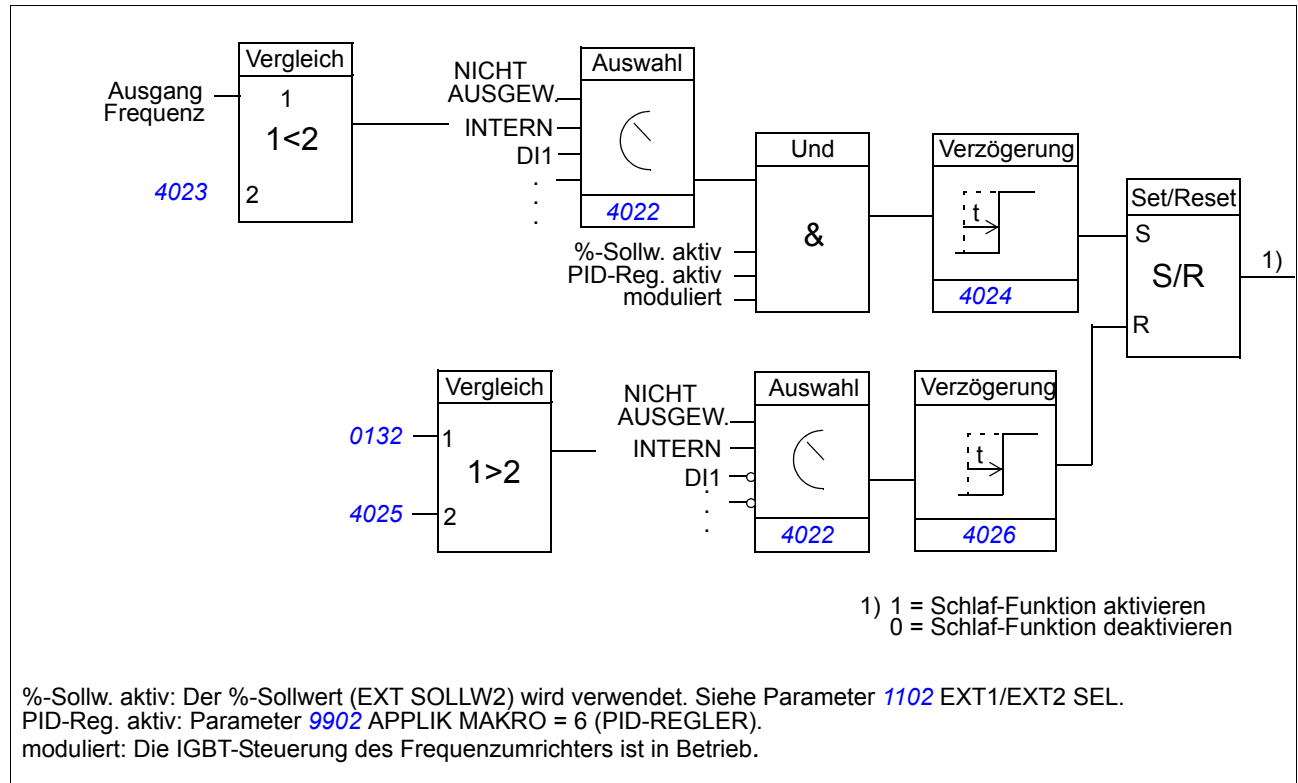 Vergleich
Ausgang
Frequenz
1
1<2
4023
2
NICHT
AUSGEW.
INTERN
DI1
.
.
.
Auswahl
4022
%-Sollw. aktiv
PID-Reg. aktiv
moduliert
Und
&
Verzögerung
t
4024
Set/Reset
S
S/R
R
1)
Vergleich
0132
1
1>2
4025
2
NICHT
AUSGEW.
INTERN
DI1
.
.
.
Auswahl
4022
Verzögerung
t
4026
1) 1 = Schlaf-Funktion aktivieren
0 = Schlaf-Funktion deaktivieren
%-Sollw. aktiv: Der %-Sollwert (EXT SOLLW2) wird verwendet. Siehe Parameter 1102 EXT1/EXT2 SEL.
PID-Reg. aktiv: Parameter 9902 APPLIK MAKRO = 6 (PID-REGLER).
moduliert: Die IGBT-Steuerung des Frequenzumrichters ist in Betrieb.